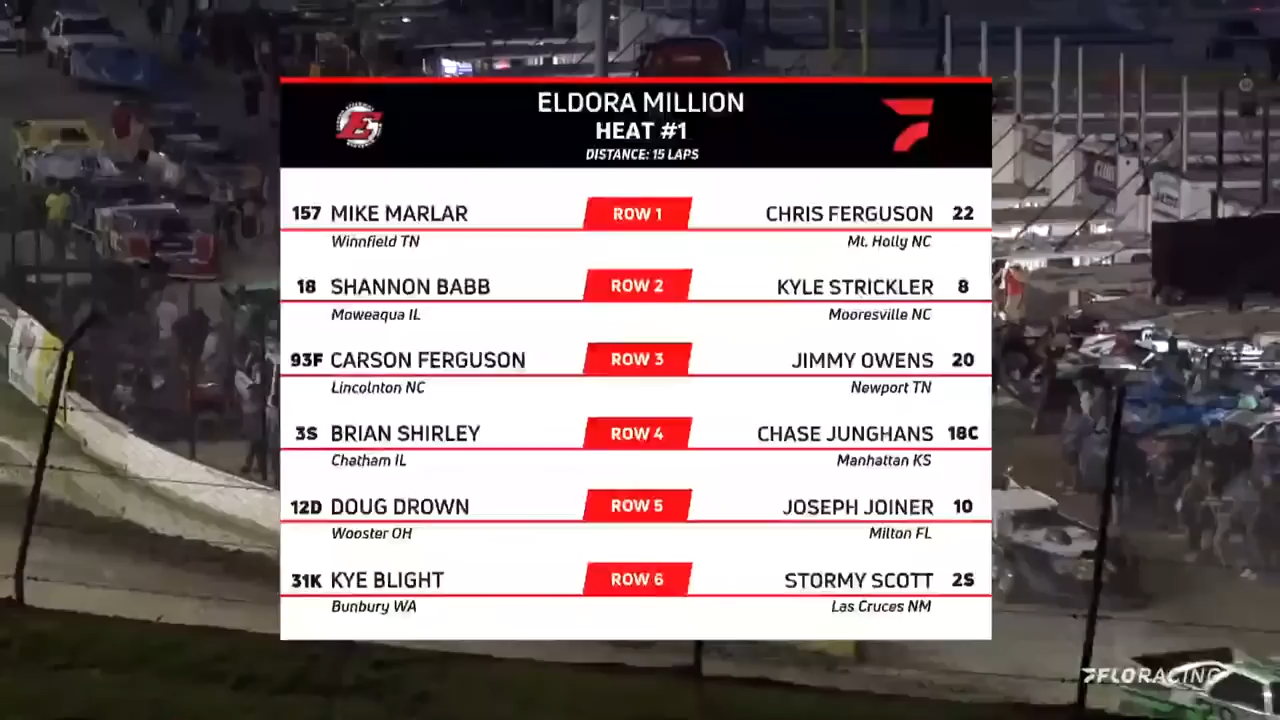 ELDORA MILLION
HEAT #1
DISTANCE: 15 LAPS
157 MIKE MARLAR ROW 1 CHRIS FERGUSON 22
Winnfield TN Mt. Holly NC
18 SHANNON BABB ROW 2 KYLE STRICKLER 8
Moweaqua IL Mooresville NC
93F CARSON FERGUSON ROW 3 JIMMY OWENS 20
Lincolnton NC Newport TN
3S BRIAN SHIRLEY ROW 4 CHASE JUNGHANS 18C
Chatham IL Manhattan KS
12D DOUG DROWN ROW 5 JOSEPH JOINER 10
Wooster OH Milton FL
31K KYE BLIGHT ROW 6 STORMY SCOTT 2S
Bunbury WA Las Cruces NM
FLORACING